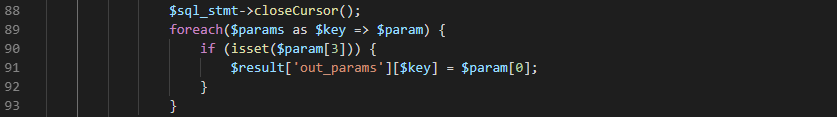 88 $sql_stmt->closeCursor();
89 foreach($params as $key => $param) {
90 if (isset($param[3])) {
91 $result['out_params'][$key] = $param[0];
92 }
93 }